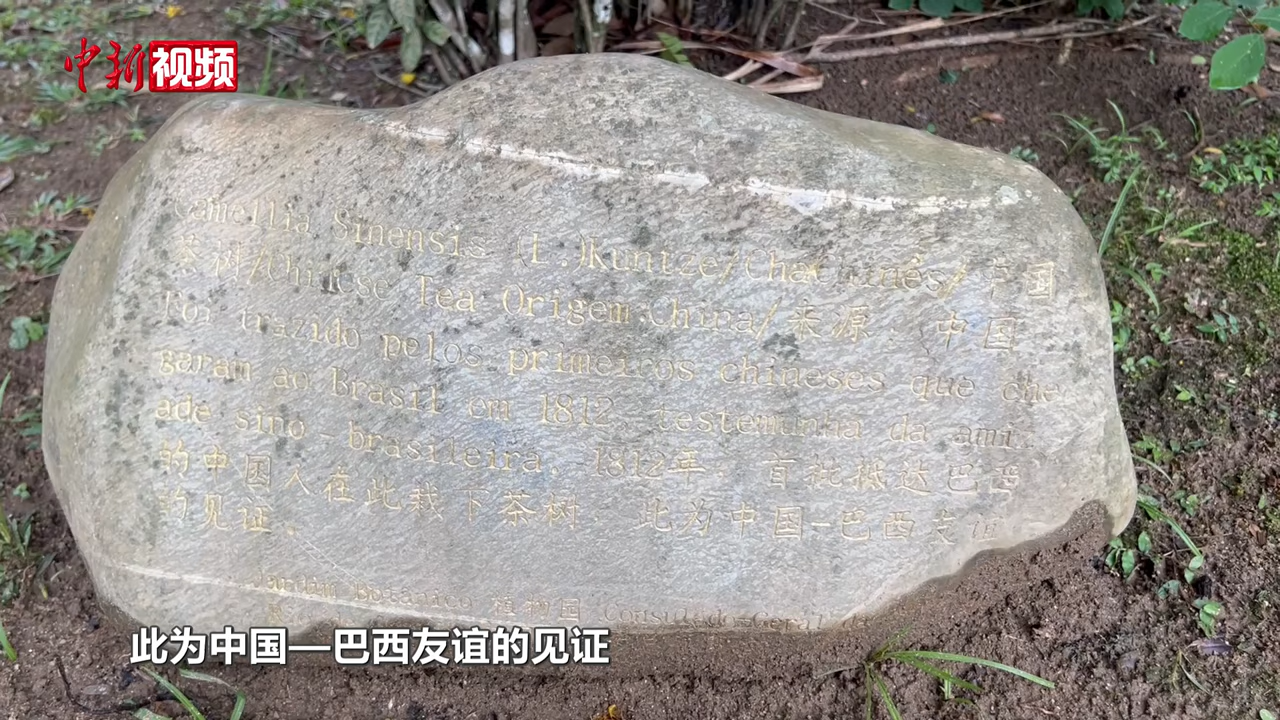 中新视频
Camellia Sinensis (L.)Kuntze/Chá Chinês/中国
茶树/Chinese Tea Origem:China/来源：中国
Foi trazido pelos primeiros chineses que che
garam ao Brasil em 1812, testemunha da amiz
ade sino-brasileira. 1812年，首批抵达巴西
的中国人在此栽下茶树，此为中国-巴西友谊
的见证。
Jardim Botânico 植物园 Consulado-Geral da
此为中国—巴西友谊的见证